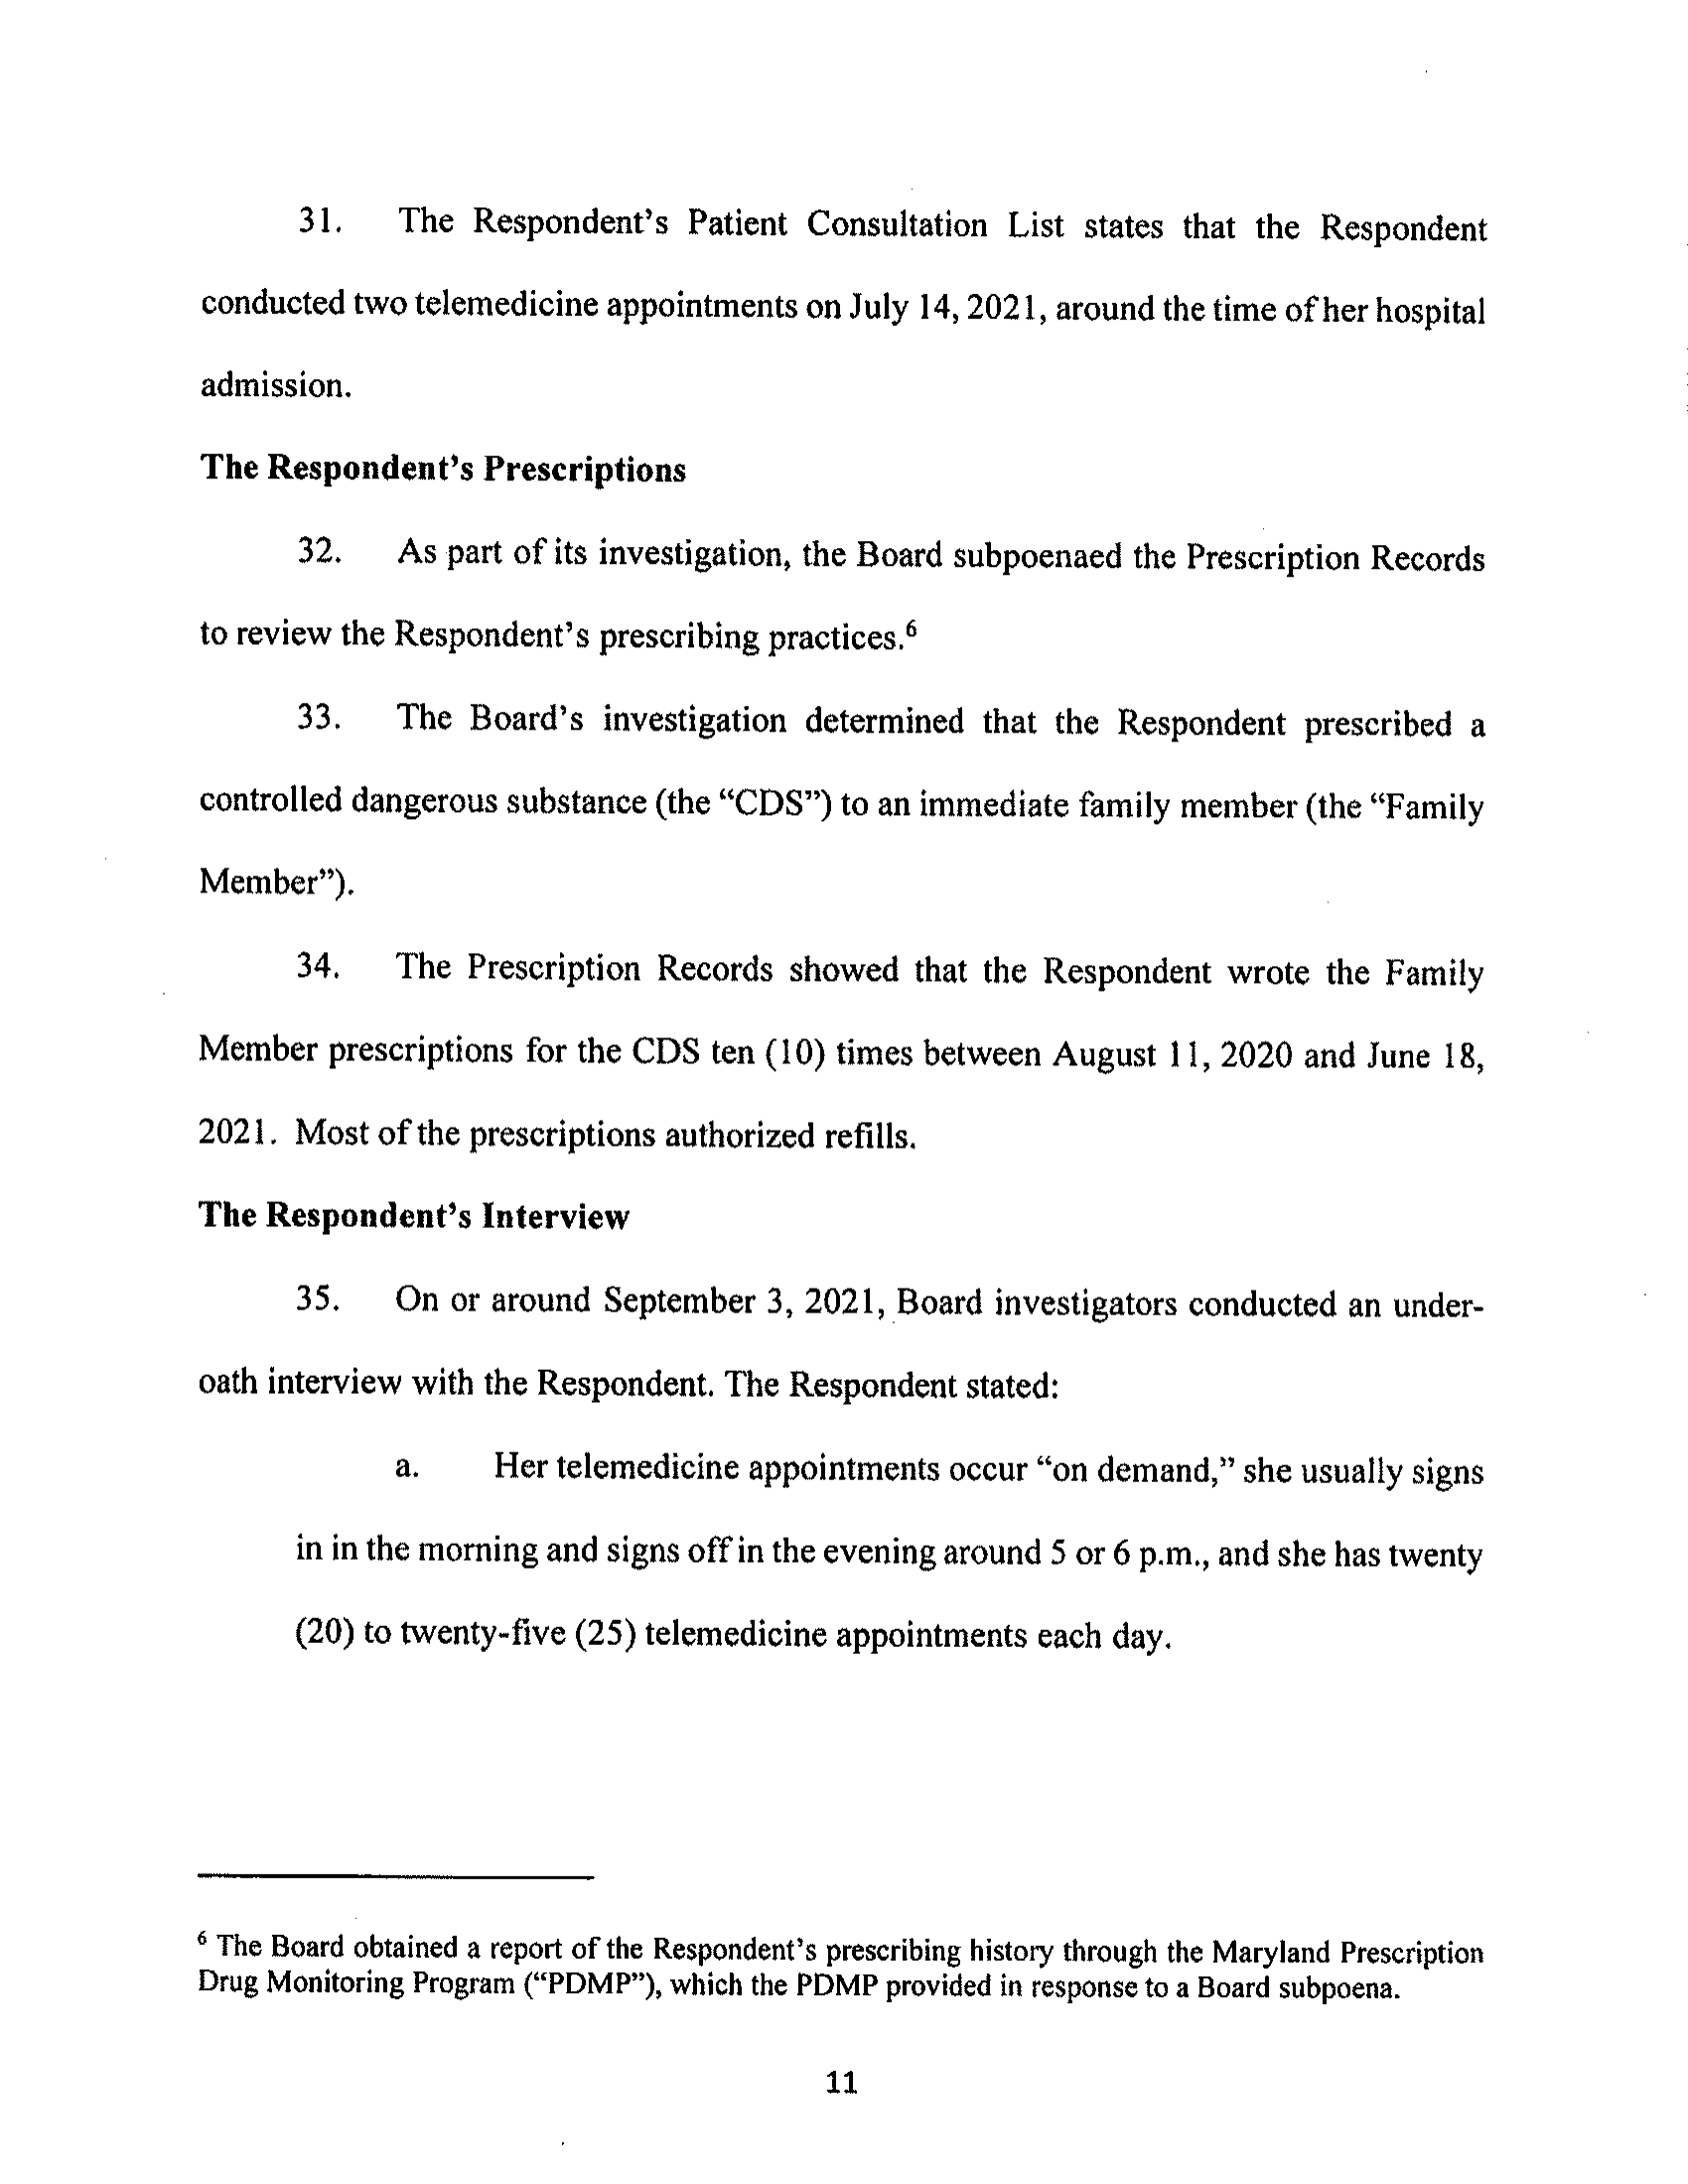 31. The Respondent's Patient Consultation List states that the Respondent
conducted two telemedicine appointments on July 14, 2021, around the time of her hospital
admission.
The Respondent's Prescriptions
32. As part of its investigation, the Board subpoenaed the Prescription Records
to review the Respondent's prescribing practices.⁶
33. The Board's investigation determined that the Respondent prescribed a
controlled dangerous substance (the “CDS”) to an immediate family member (the “Family
Member”).
34. The Prescription Records showed that the Respondent wrote the Family
Member prescriptions for the CDS ten (10) times between August 11, 2020 and June 18,
2021. Most of the prescriptions authorized refills.
The Respondent's Interview
35. On or around September 3, 2021, Board investigators conducted an under-
oath interview with the Respondent. The Respondent stated:
a. Her telemedicine appointments occur “on demand,” she usually signs
in in the morning and signs off in the evening around 5 or 6 p.m., and she has twenty
(20) to twenty-five (25) telemedicine appointments each day.
⁶ The Board obtained a report of the Respondent's prescribing history through the Maryland Prescription
Drug Monitoring Program (“PDMP”), which the PDMP provided in response to a Board subpoena.
11